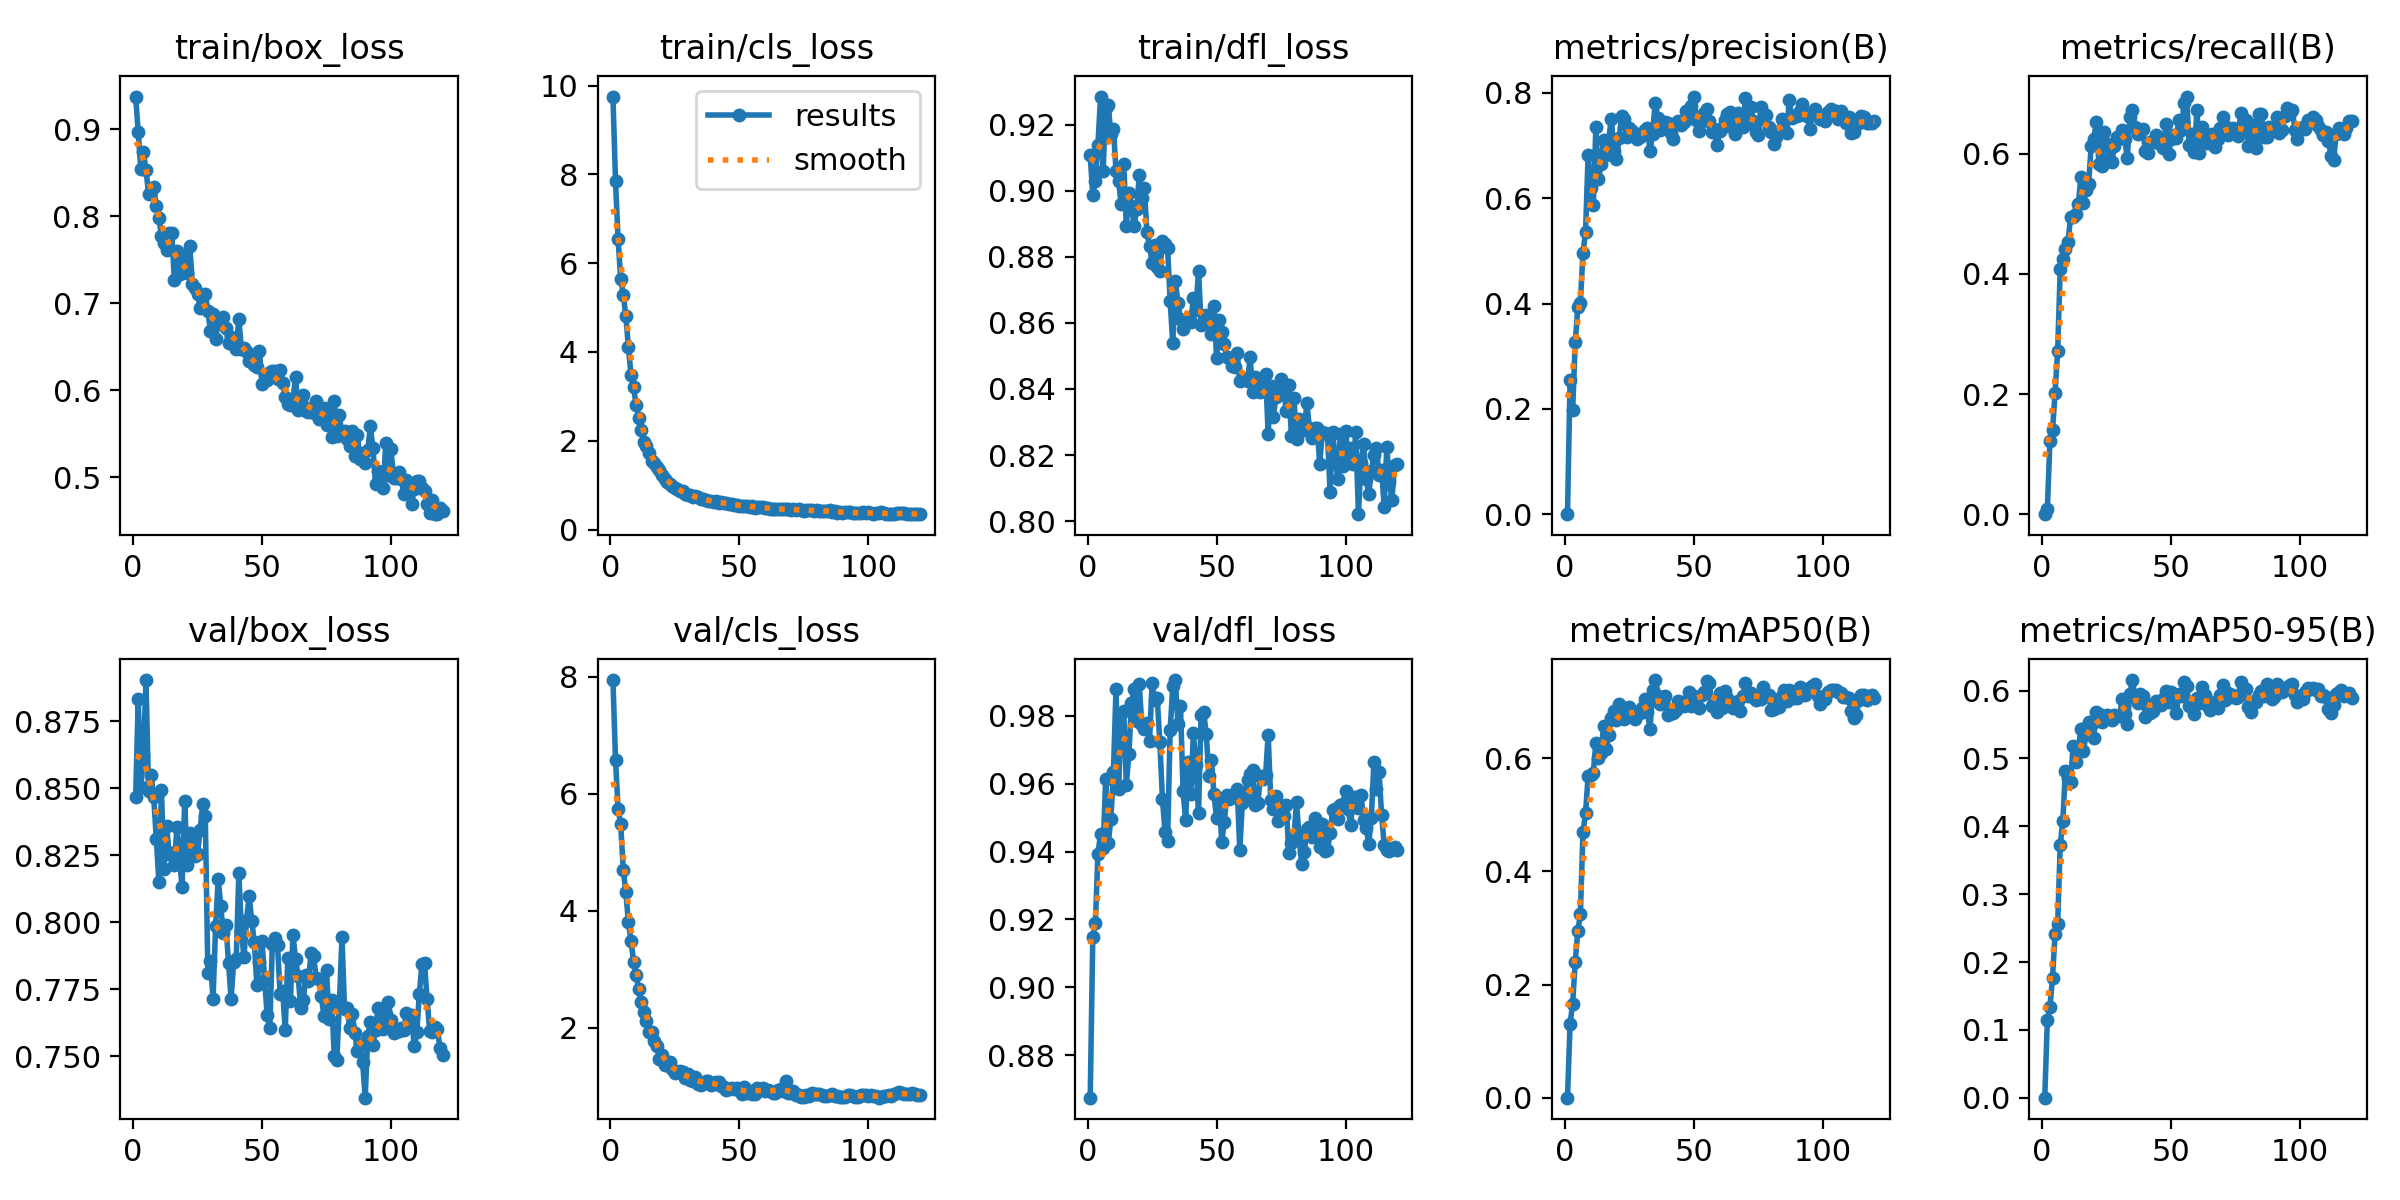 train/box_loss
0.9
0.8
0.7
0.6
0.5
0 50 100
train/cls_loss
results
smooth
10
8
6
4
2
0
0 50 100
train/dfl_loss
0.92
0.90
0.88
0.86
0.84
0.82
0.80
0 50 100
metrics/precision(B)
0.8
0.6
0.4
0.2
0.0
0 50 100
metrics/recall(B)
0.6
0.4
0.2
0.0
0 50 100
val/box_loss
0.875
0.850
0.825
0.800
0.775
0.750
0 50 100
val/cls_loss
8
6
4
2
0 50 100
val/dfl_loss
0.98
0.96
0.94
0.92
0.90
0.88
0 50 100
metrics/mAP50(B)
0.6
0.4
0.2
0.0
0 50 100
metrics/mAP50-95(B)
0.6
0.5
0.4
0.3
0.2
0.1
0.0
0 50 100